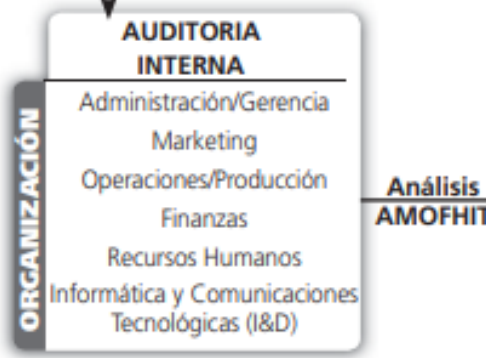 AUDITORIA
INTERNA
ORGANIZACIÓN
Administración/Gerencia
Marketing
Operaciones/Producción
Finanzas
Recursos Humanos
Informática y Comunicaciones
Tecnológicas (I&D)
Análisis
AMOFHIT